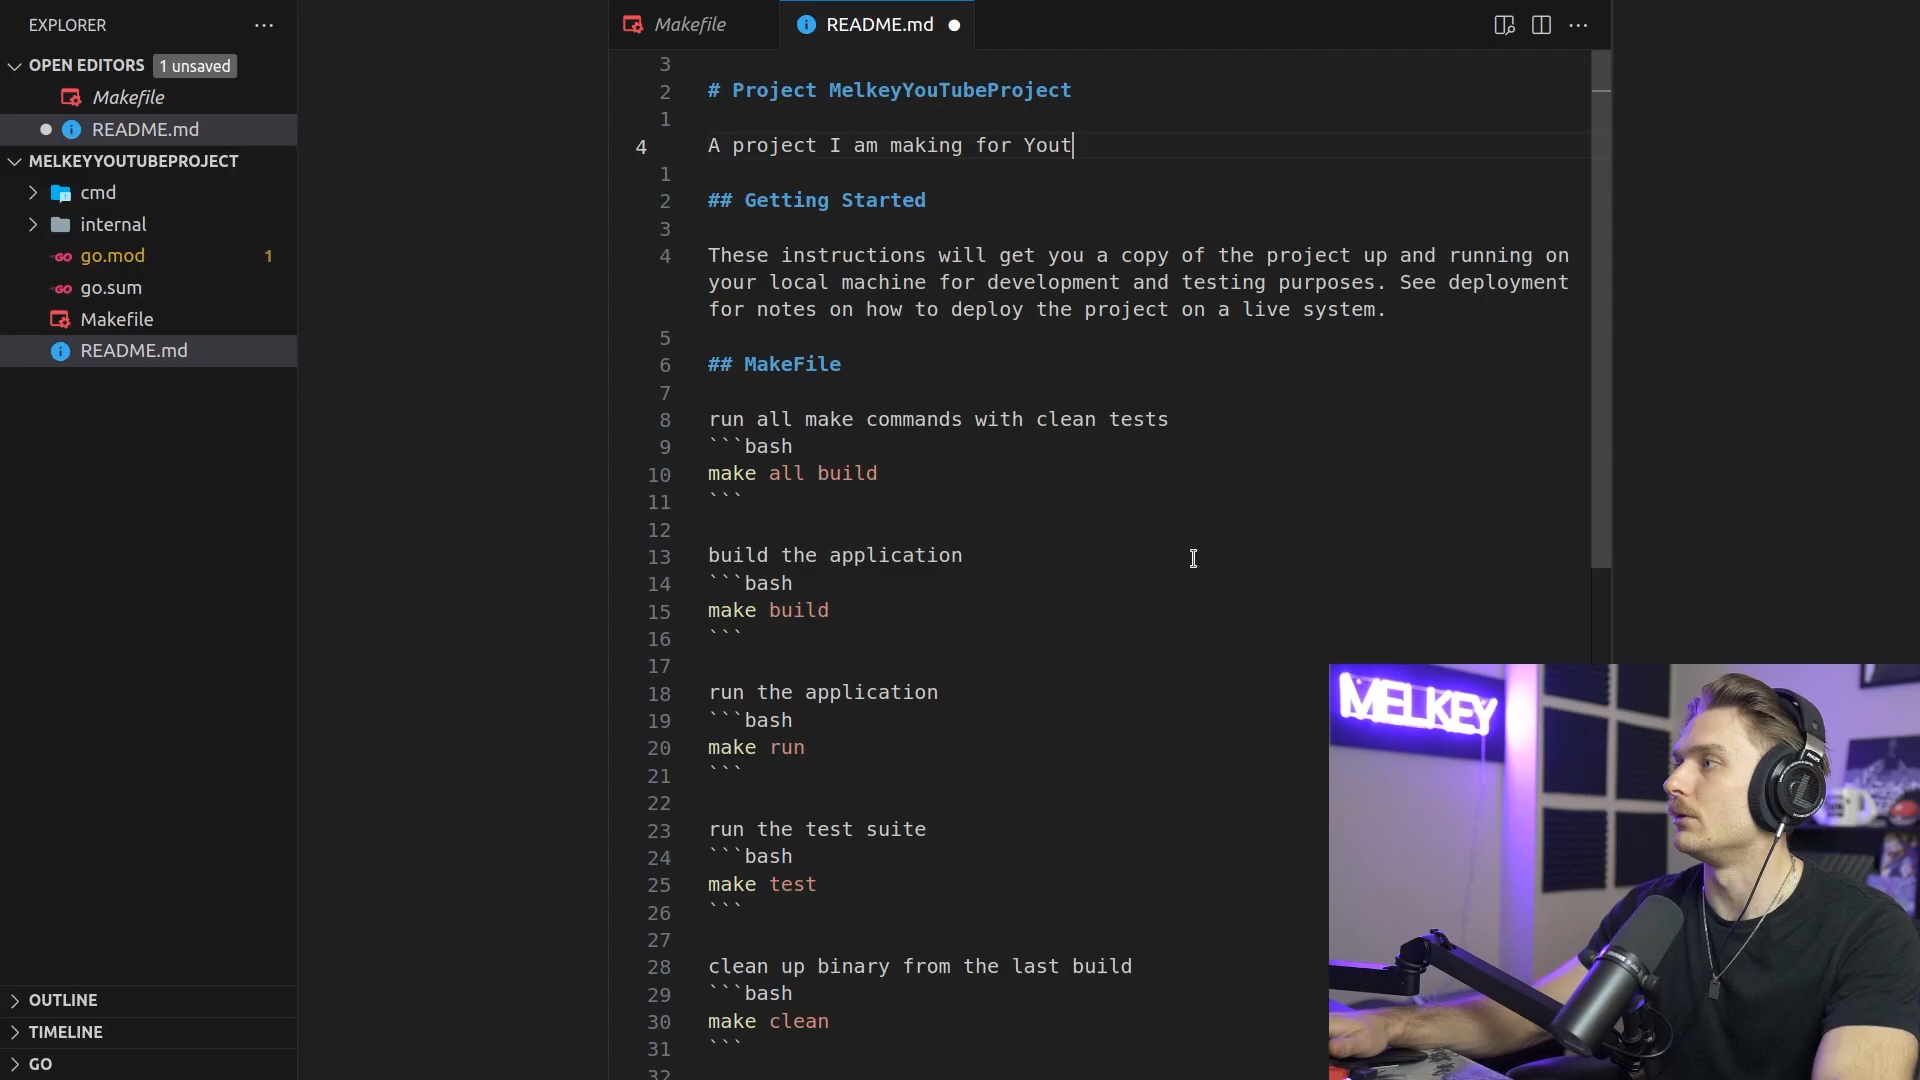 EXPLORER
OPEN EDITORS 1 unsaved
Makefile
README.md
MELKEYYOUTUBEPROJECT
cmd
internal
go.mod 1
go.sum
Makefile
README.md
OUTLINE
TIMELINE
GO
Makefile README.md
3
2 # Project MelkeyYouTubeProject
1
4 A project I am making for Yout
1
2 ## Getting Started
3
4 These instructions will get you a copy of the project up and running on
your local machine for development and testing purposes. See deployment
for notes on how to deploy the project on a live system.
5
6 ## MakeFile
7
8 run all make commands with clean tests
9 ```bash
10 make all build
11 ```
12
13 build the application
14 ```bash
15 make build
16 ```
17
18 run the application
19 ```bash
20 make run
21 ```
22
23 run the test suite
24 ```bash
25 make test
26 ```
27
28 clean up binary from the last build
29 ```bash
30 make clean
31 ```
32
MELKEY